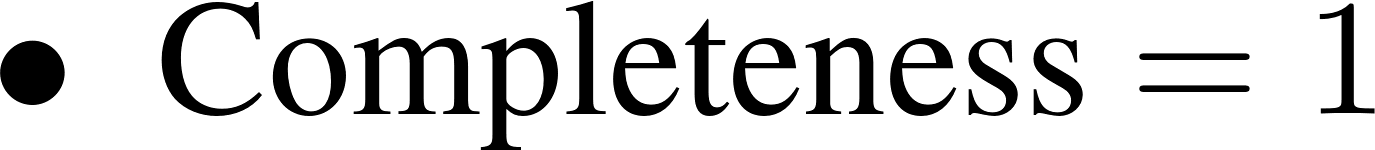 • Completeness = 1